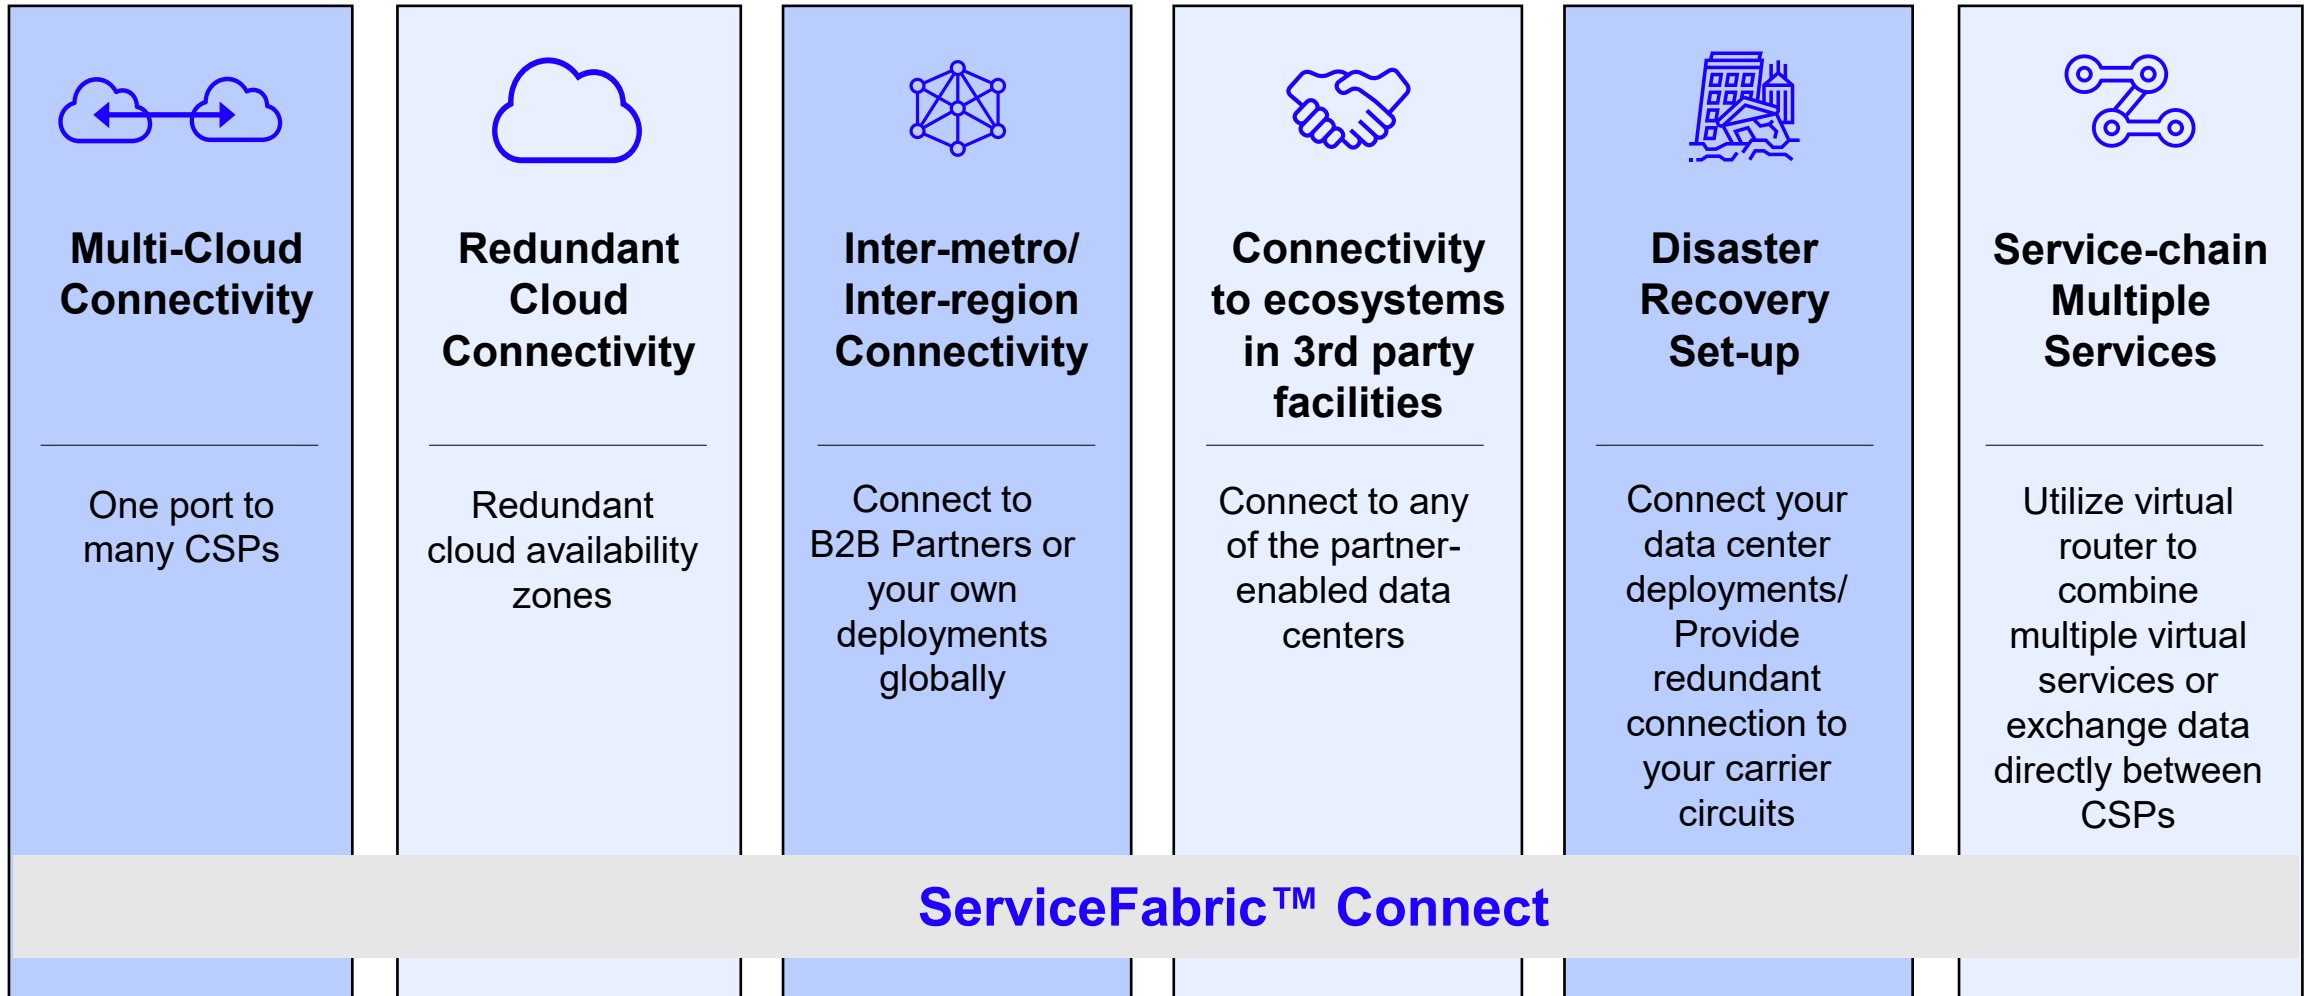 Multi-Cloud
Connectivity
One port to
many CSPs
Redundant
Cloud
Connectivity
Redundant
cloud availability
zones
Inter-metro/
Inter-region
Connectivity
Connect to
B2B Partners or
your own
deployments
globally
Connectivity
to ecosystems
in 3rd party
facilities
Connect to any
of the partner-
enabled data
centers
Disaster
Recovery
Set-up
Connect your
data center
deployments/
Provide
redundant
connection to
your carrier
circuits
Service-chain
Multiple
Services
Utilize virtual
router to
combine
multiple virtual
services or
exchange data
directly between
CSPs
ServiceFabric™ Connect